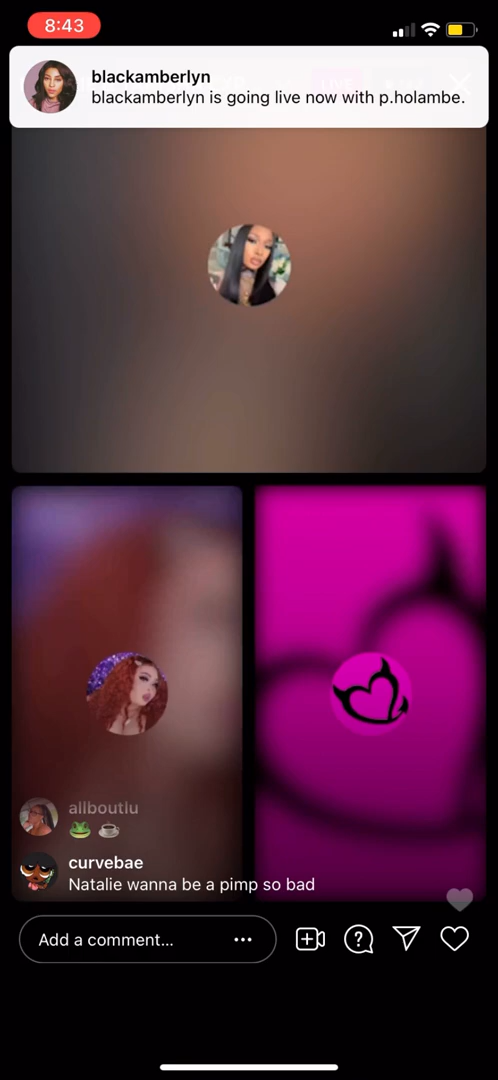 8:43
blackamberlyn
blackamberlyn is going live now with p.holambe.
allboutlu
🐸 ☕
curvebae
Natalie wanna be a pimp so bad
Add a comment...